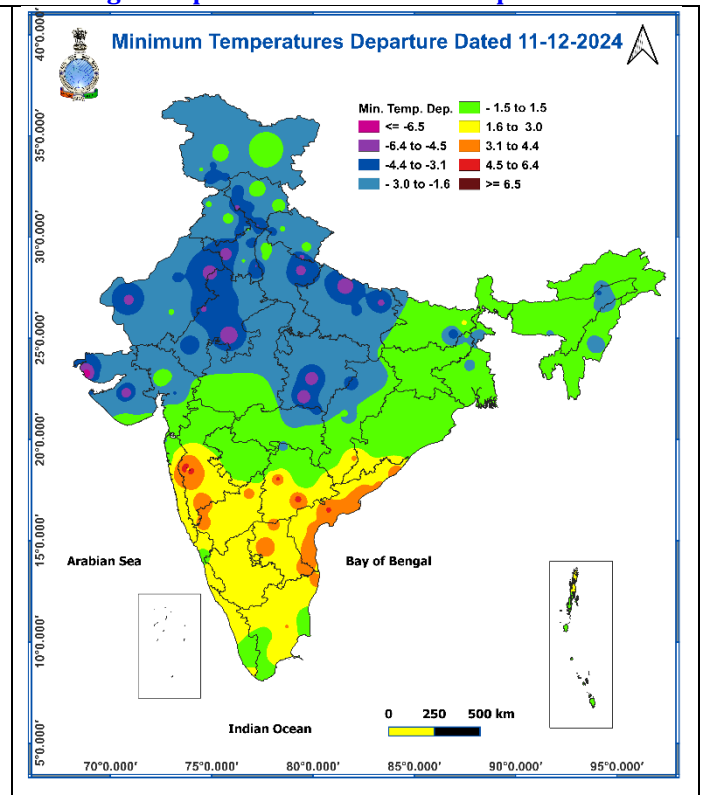 Minimum Temperatures Departure Dated 11-12-2024
Min. Temp. Dep.
<= -6.5
-6.4 to -4.5
-4.4 to -3.1
- 3.0 to -1.6
- 1.5 to 1.5
1.6 to 3.0
3.1 to 4.4
4.5 to 6.4
>= 6.5
40°0.000'
35°0.000'
30°0.000'
25°0.000'
20°0.000'
15°0.000'
10°0.000'
5°0.000'
Arabian Sea
Bay of Bengal
Indian Ocean
0 250 500 km
70°0.000' 75°0.000' 80°0.000' 85°0.000' 90°0.000' 95°0.000'